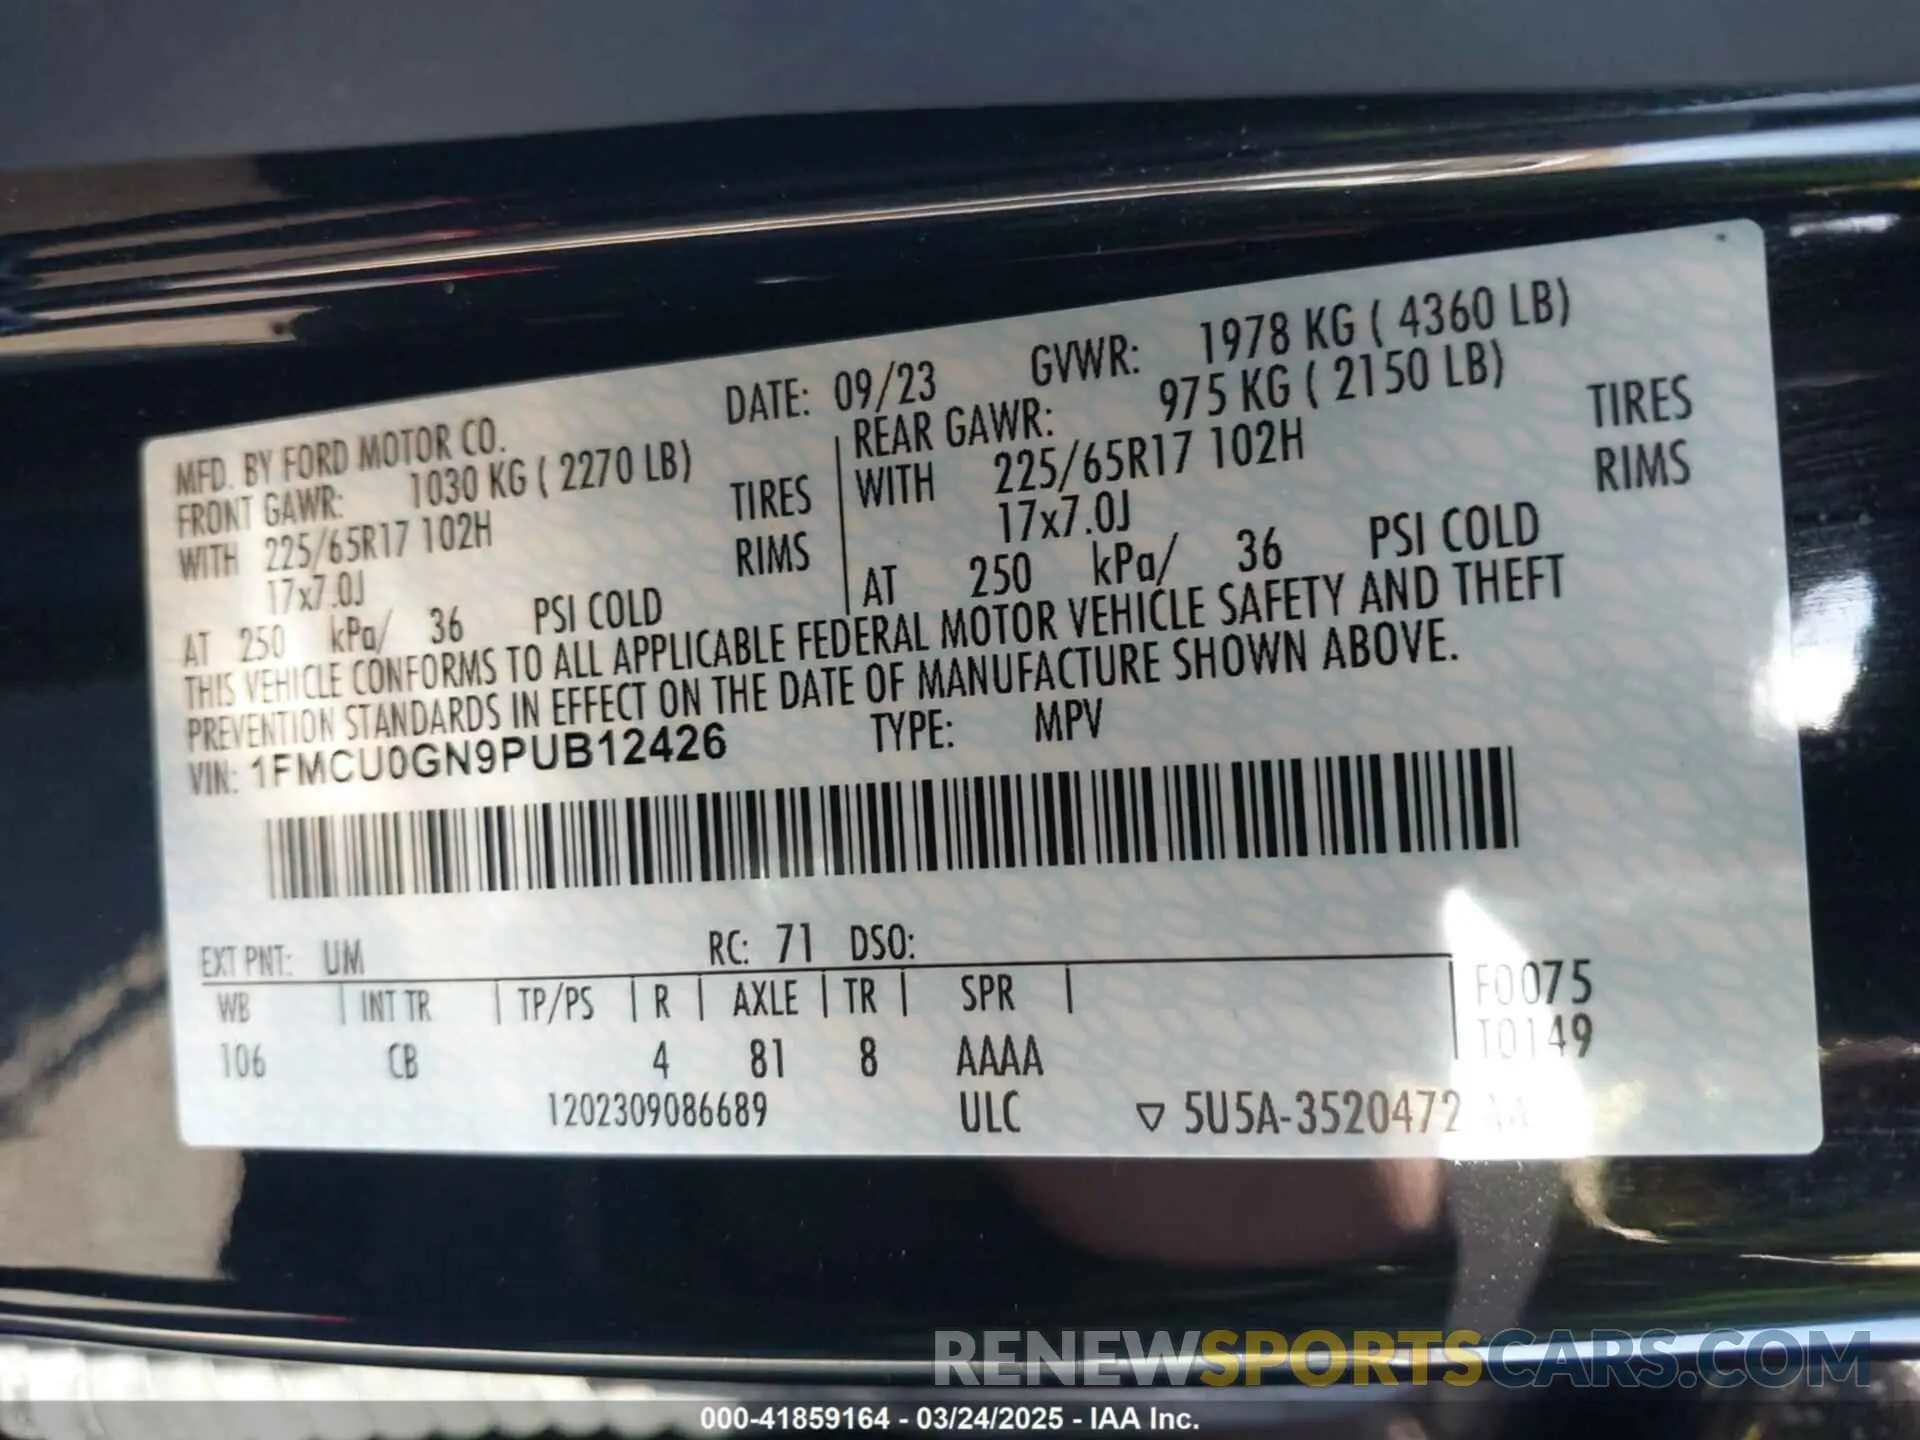 MFD. BY FORD MOTOR CO. DATE: 09/23 GVWR: 1978 KG ( 4360 LB)
FRONT GAWR: 1030 KG ( 2270 LB) REAR GAWR: 975 KG ( 2150 LB)
WITH 225/65R17 102H TIRES WITH 225/65R17 102H TIRES
17x7.0J RIMS 17x7.0J RIMS
AT 250 kPa/ 36 PSI COLD AT 250 kPa/ 36 PSI COLD
THIS VEHICLE CONFORMS TO ALL APPLICABLE FEDERAL MOTOR VEHICLE SAFETY AND THEFT
PREVENTION STANDARDS IN EFFECT ON THE DATE OF MANUFACTURE SHOWN ABOVE.
VIN: 1FMCU0GN9PUB12426 TYPE: MPV
EXT PNT: UM RC: 71 DSO:
WB INT TR TP/PS R AXLE TR SPR F0075
106 CB 4 81 8 AAAA T0149
1202309086689 ULC ▽ 5U5A-3520472
RENEWSPORTSCARS.COM
000-41859164 - 03/24/2025 - IAA Inc.